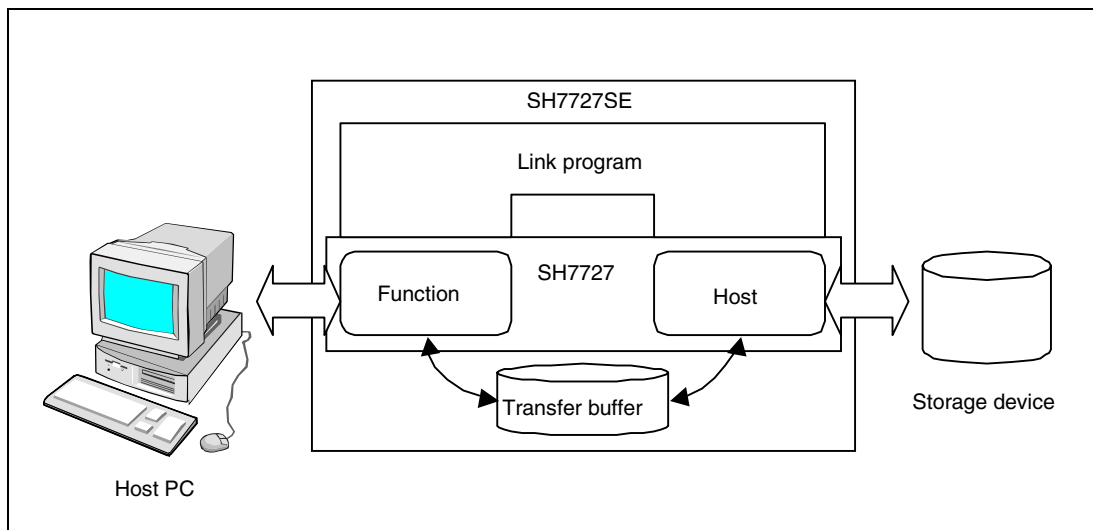 SH7727SE
Link program
SH7727
Function
Host
Transfer buffer
Storage device
Host PC